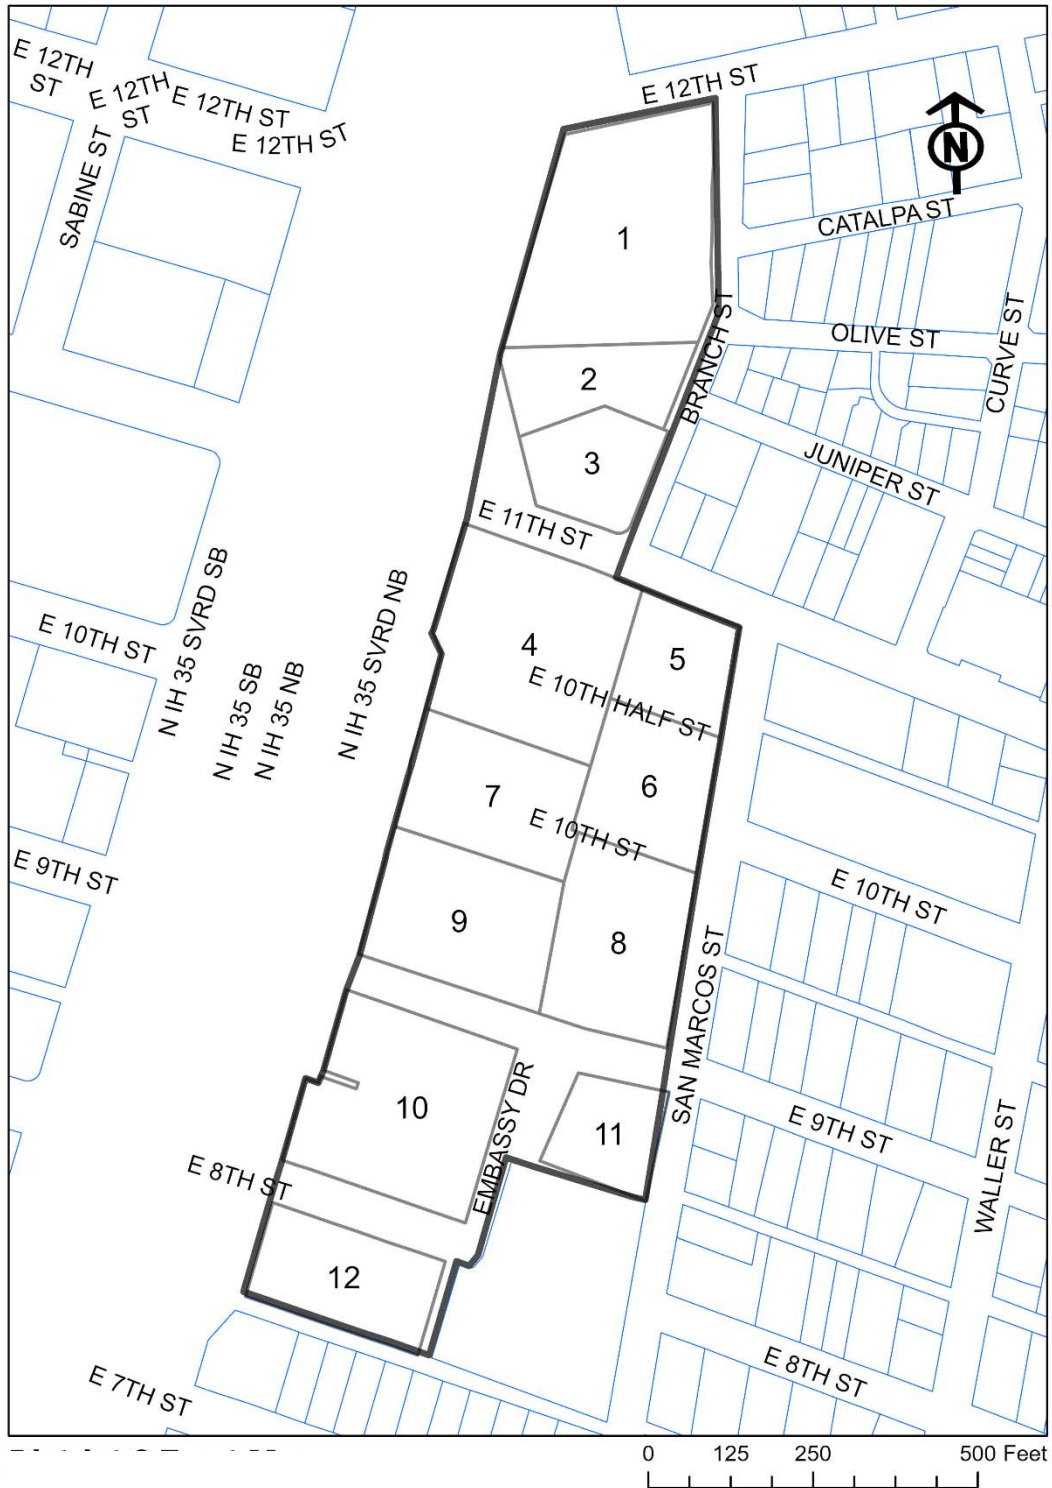 E 12TH
ST
E 12TH
ST
E 12TH ST
E 12TH ST
E 12TH ST
SABINE ST
N
CATALPA ST
1
BRANCH ST
OLIVE ST
CURVE ST
2
3
JUNIPER ST
E 11TH ST
N IH 35 SVRD SB
N IH 35 SVRD NB
E 10TH ST
N IH 35 SB
N IH 35 NB
4
5
E 10TH HALF ST
6
7
E 10TH ST
E 9TH ST
E 10TH ST
9
8
SAN MARCOS ST
10
EMBASSY DR
11
E 9TH ST
WALLER ST
E 8TH ST
12
E 8TH ST
E 7TH ST
0 125 250 500 Feet